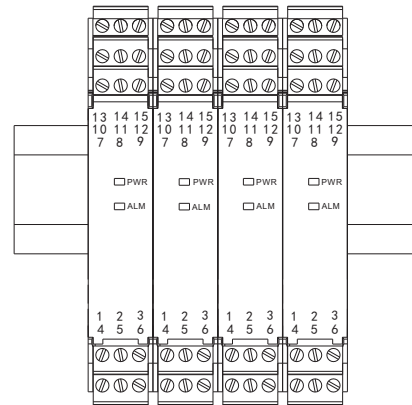 13 14 15 13 14 15 13 14 15 13 14 15
10 11 12 10 11 12 10 11 12 10 11 12
7 8 9 7 8 9 7 8 9 7 8 9
PWR PWR PWR PWR
ALM ALM ALM ALM
1 2 3 1 2 3 1 2 3 1 2 3
4 5 6 4 5 6 4 5 6 4 5 6